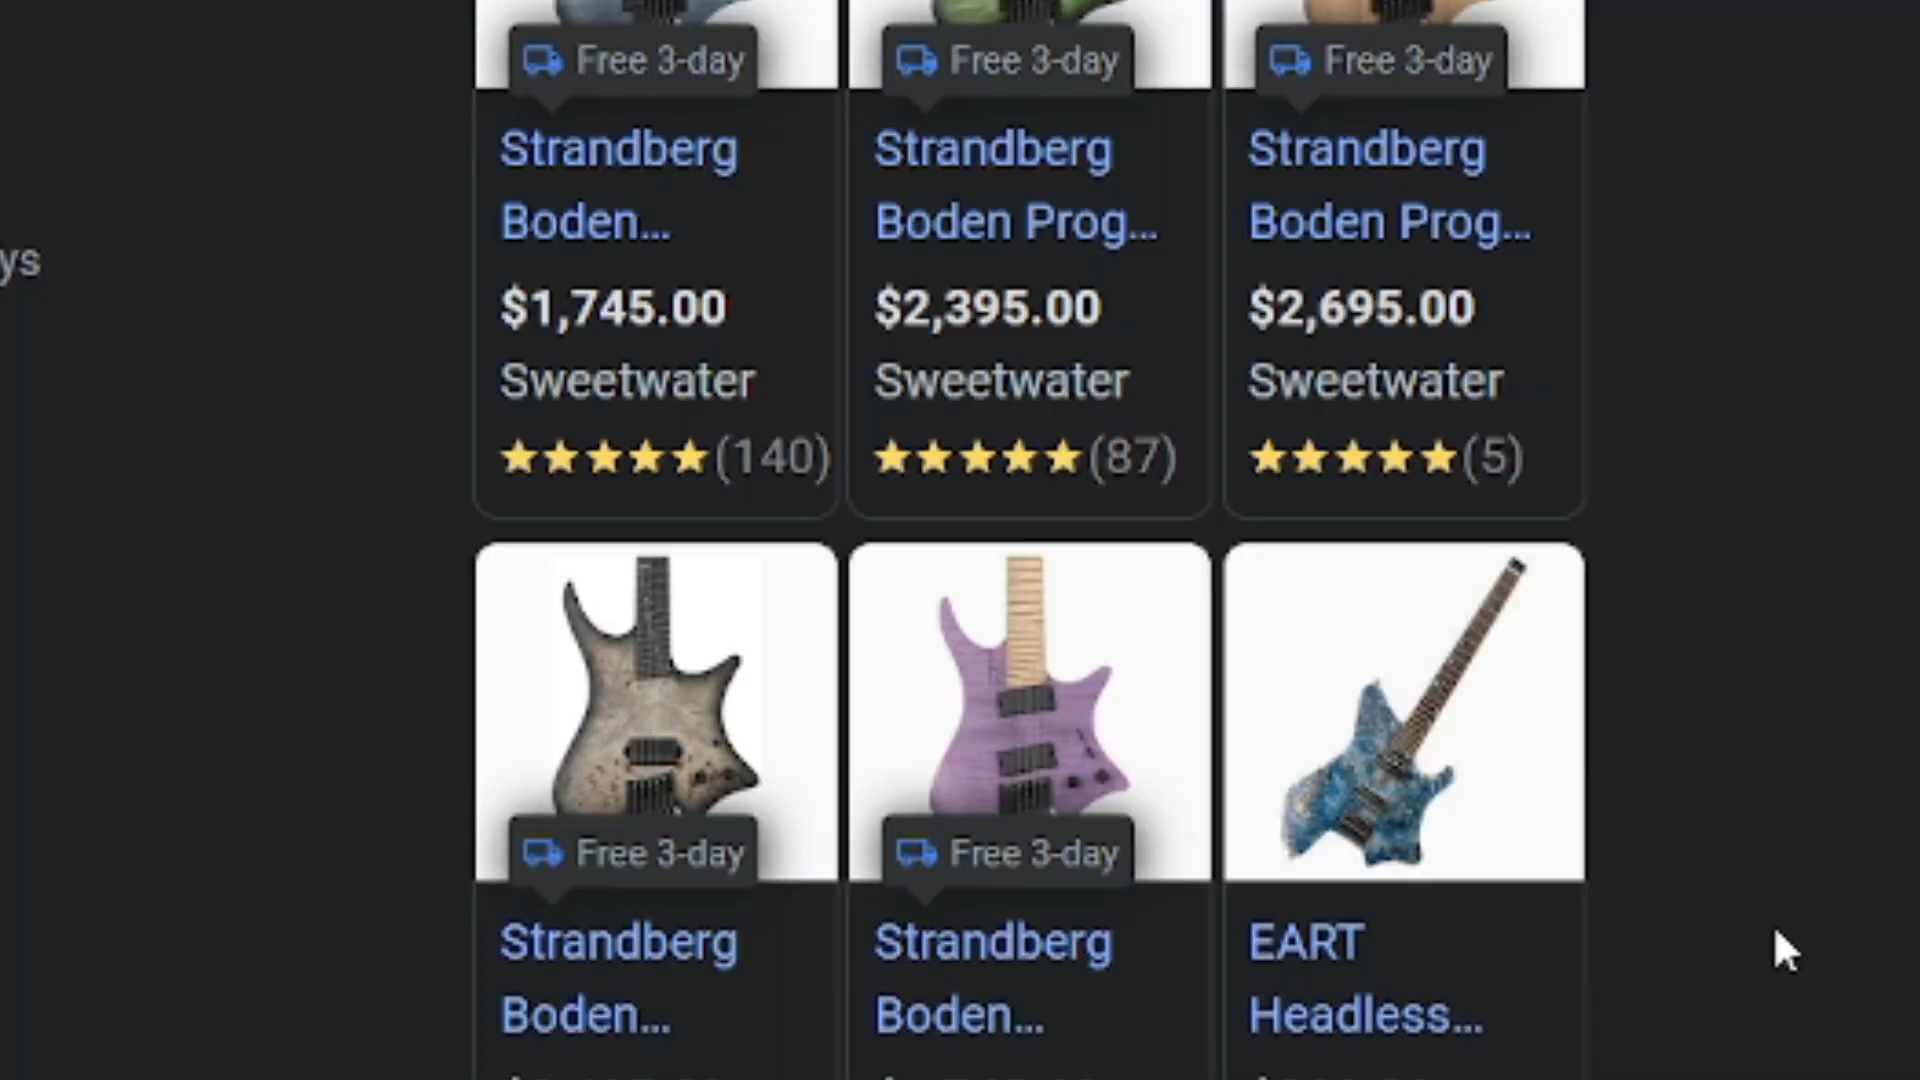 Free 3-day
Free 3-day
Free 3-day
Strandberg
Boden...
$1,745.00
Sweetwater
(140)
Strandberg
Boden Prog...
$2,395.00
Sweetwater
(87)
Strandberg
Boden Prog...
$2,695.00
Sweetwater
(5)
ys
Free 3-day
Strandberg
Boden...
Free 3-day
Strandberg
Boden...
EART
Headless...